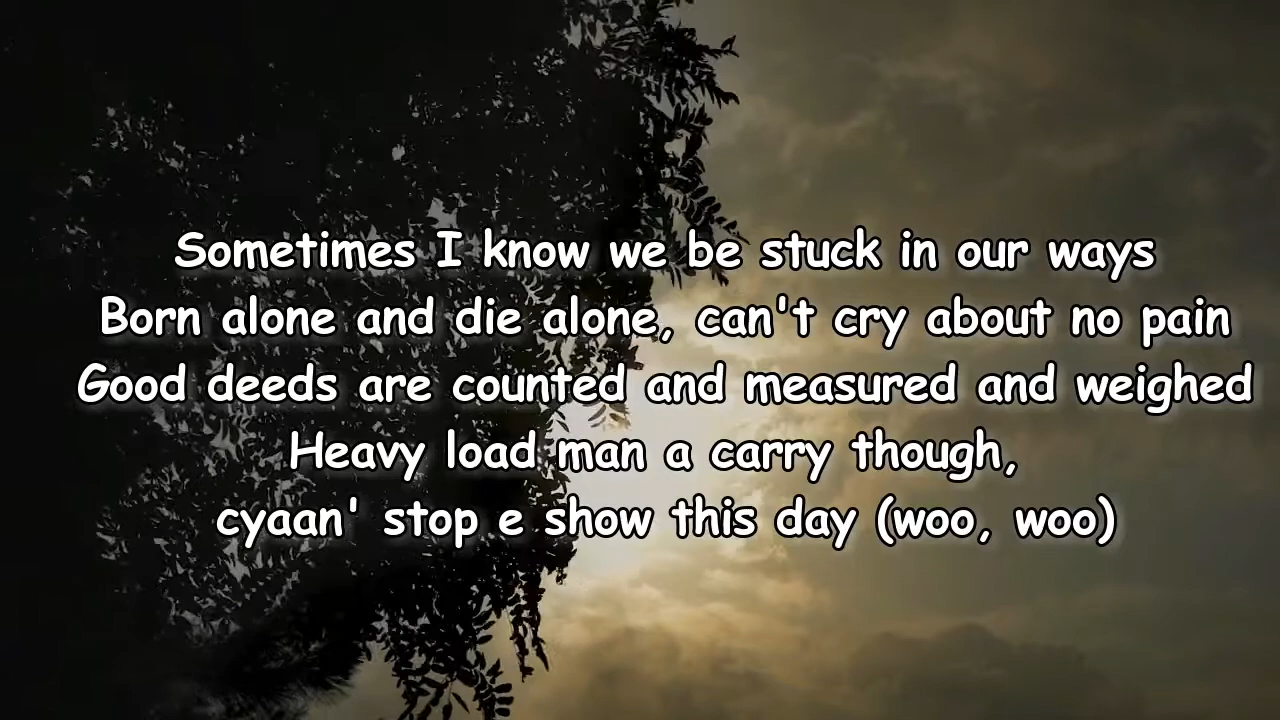 Sometimes I know we be stuck in our ways
Born alone and die alone, can't cry about no pain
Good deeds are counted and measured and weighed
Heavy load man a carry though,
cyaan' stop e show this day (woo, woo)